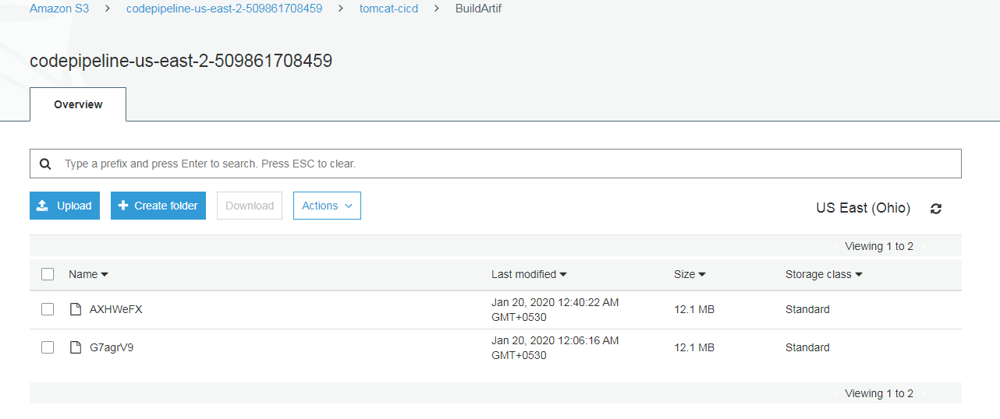 Amazon S3 > codepipeline-us-east-2-509861708459 > tomcat-cicd > BuildArtif
codepipeline-us-east-2-509861708459
Overview
Type a prefix and press Enter to search. Press ESC to clear.
Upload Create folder Download Actions US East (Ohio)
Viewing 1 to 2
Name Last modified Size Storage class
AXHWeFX Jan 20, 2020 12:40:22 AM 12.1 MB Standard
GMT+0530
G7agrV9 Jan 20, 2020 12:06:16 AM 12.1 MB Standard
GMT+0530
Viewing 1 to 2